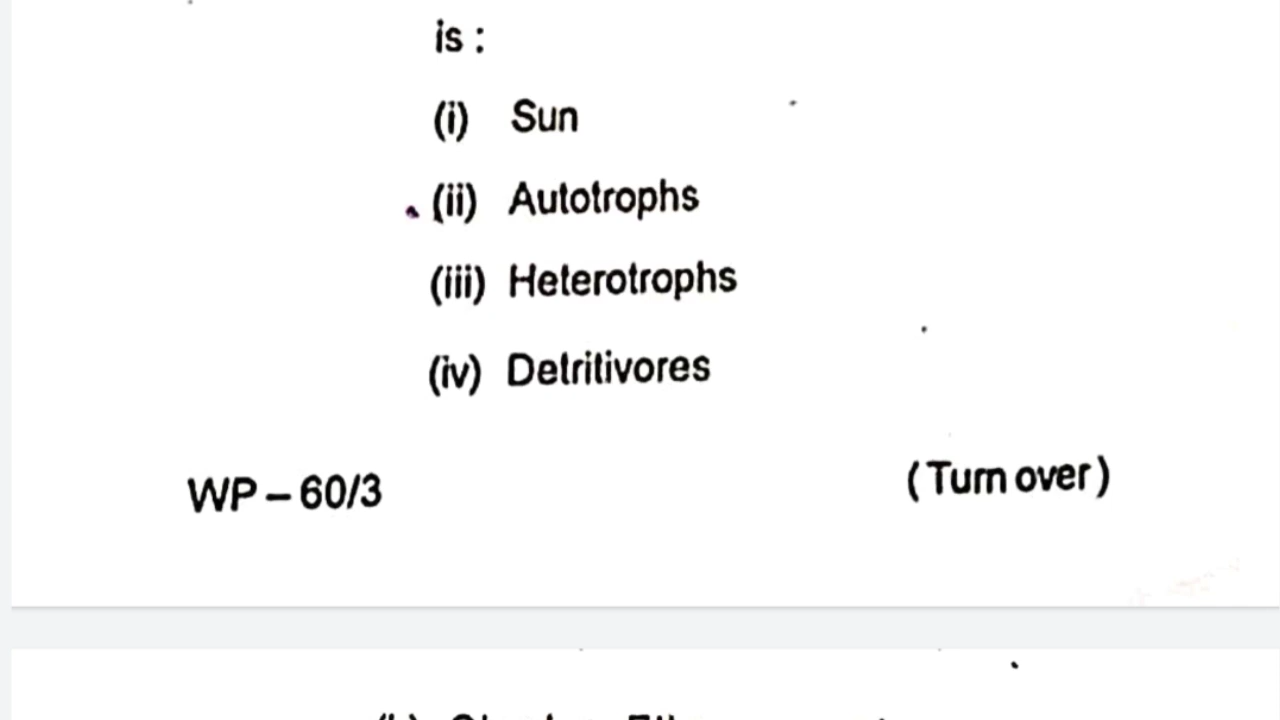 is :
(i) Sun
(ii) Autotrophs
(iii) Heterotrophs
(iv) Detritivores
WP – 60/3
(Turn over)